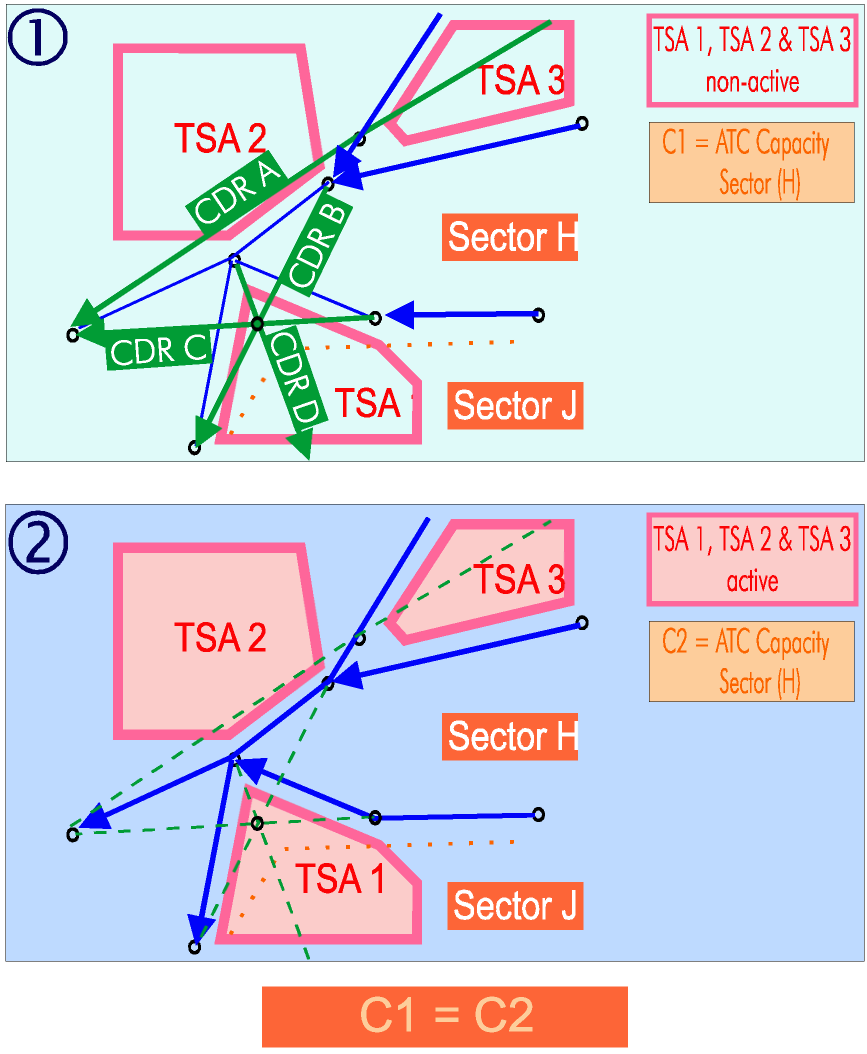 ①
TSA 1, TSA 2 & TSA 3
non-active
C1 = ATC Capacity
Sector (H)
TSA 3
TSA 2
CDR A
CDR B
Sector H
CDR C
CDR D
TSA
Sector J
②
TSA 1, TSA 2 & TSA 3
active
C2 = ATC Capacity
Sector (H)
TSA 3
TSA 2
Sector H
TSA 1
Sector J
C1 = C2